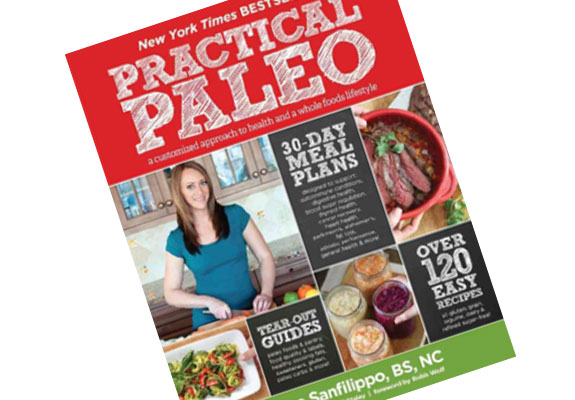 New York Times BESTS
PRACTICAL
PALEO
a customized approach to health and a whole foods lifestyle
30-DAY
MEAL
PLANS
designed to support:
autoimmune conditions,
digestive health,
blood sugar regulation,
thyroid health,
cancer recovery,
heart health,
parkinsons, alzheimers,
fat loss,
athletic performance,
general health & more!
OVER
120
EASY
RECIPES
all gluten, grain,
legume, dairy &
refined sugar-free!
TEAR-OUT
GUIDES
paleo foods & pantry,
food quality & labels,
healthy cooking fats,
sweeteners, gluten,
paleo carbs & more!
Sanfilippo, BS, NC
Staley | foreword by Robb Wolf